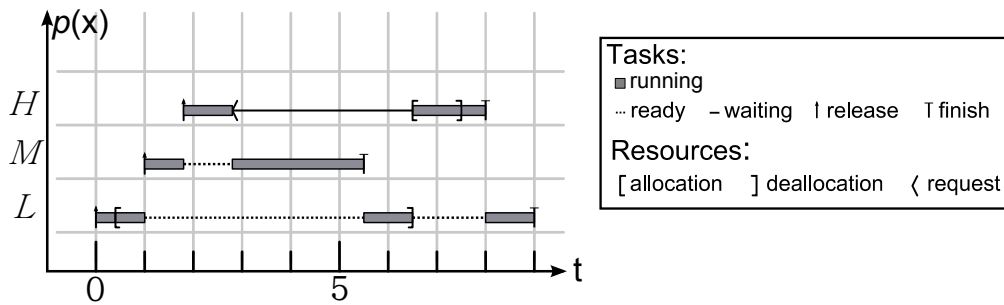 p(x)
H
M
L
0
5
t
Tasks:
running
ready waiting release finish
Resources:
[ allocation ] deallocation ⟨ request